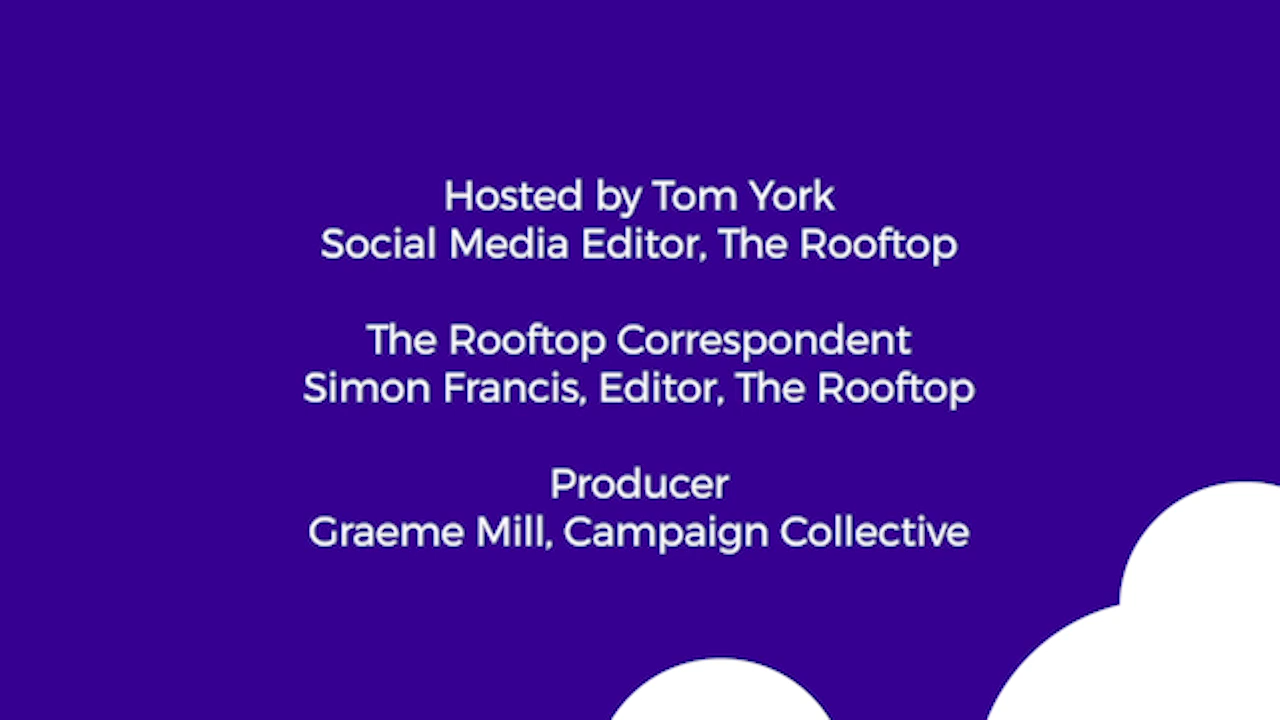 Hosted by Tom York
Social Media Editor, The Rooftop
The Rooftop Correspondent
Simon Francis, Editor, The Rooftop
Producer
Graeme Mill, Campaign Collective